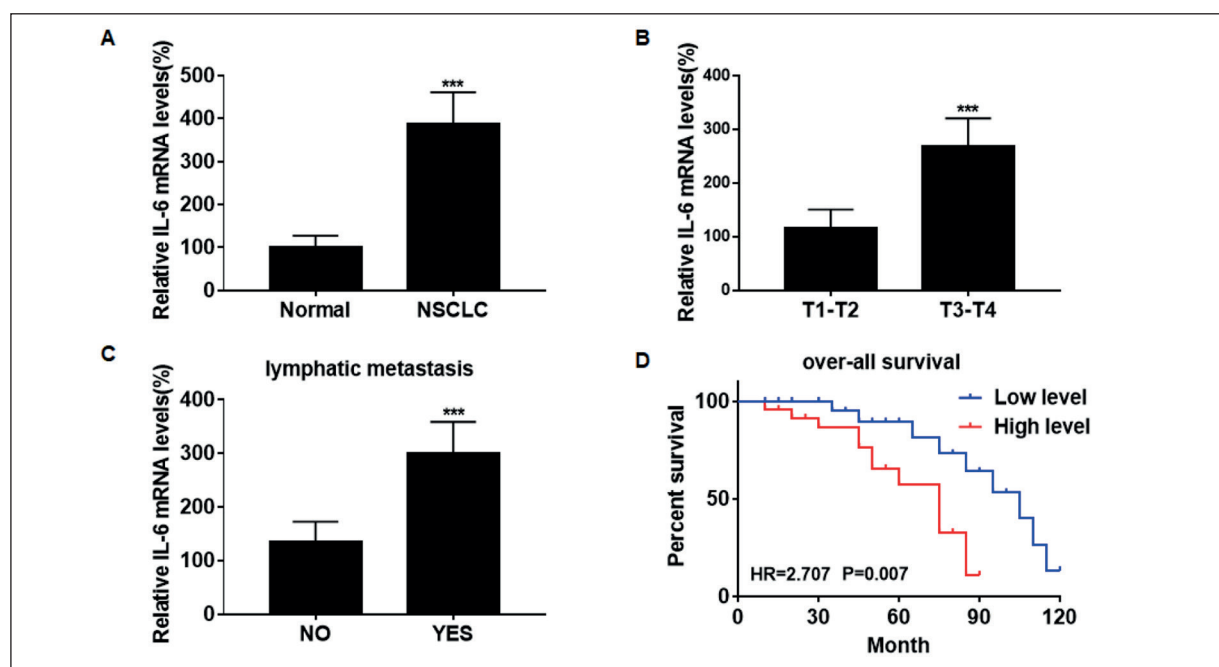 A
Relative IL-6 mRNA levels(%)
500
400
300
200
100
0
***
Normal
NSCLC
B
Relative IL-6 mRNA levels(%)
400
300
200
100
0
***
T1-T2
T3-T4
C
lymphatic metastasis
Relative IL-6 mRNA levels(%)
400
300
200
100
0
***
NO
YES
D
over-all survival
Percent survival
100
50
0
Low level
High level
HR=2.707 P=0.007
0
30
60
90
120
Month